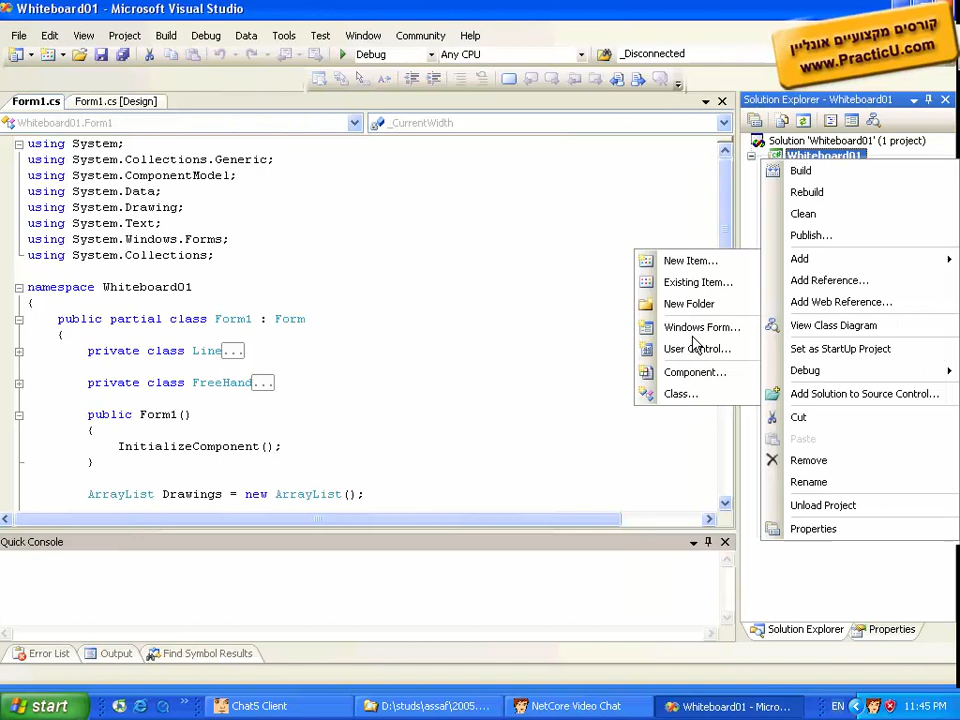 Whiteboard01 - Microsoft Visual Studio
קורסים מקצועיים אונליין
www.PracticU.com
File Edit View Project Build Debug Data Tools Test Window Community Help
Debug Any CPU _Disconnected
Form1.cs Form1.cs [Design]
Solution Explorer - Whiteboard01
Whiteboard01.Form1 _CurrentWidth
Solution 'Whiteboard01' (1 project)
Whiteboard01
using System;
using System.Collections.Generic;
using System.ComponentModel;
using System.Data;
using System.Drawing;
using System.Text;
using System.Windows.Forms;
using System.Collections;
namespace Whiteboard01
{
public partial class Form1 : Form
{
private class Line...
private class FreeHand...
public Form1()
{
InitializeComponent();
}
ArrayList Drawings = new ArrayList();
New Item...
Existing Item...
New Folder
Windows Form...
User Control...
Component...
Class...
Build
Rebuild
Clean
Publish...
Add
Add Reference...
Add Web Reference...
View Class Diagram
Set as StartUp Project
Debug
Add Solution to Source Control...
Cut
Paste
Remove
Rename
Unload Project
Properties
Quick Console
Solution Explorer Properties
Error List Output Find Symbol Results
start Chat5 Client D:\studs\assaf\2005.... NetCore Video Chat Whiteboard01 - Micro... EN 11:45 PM